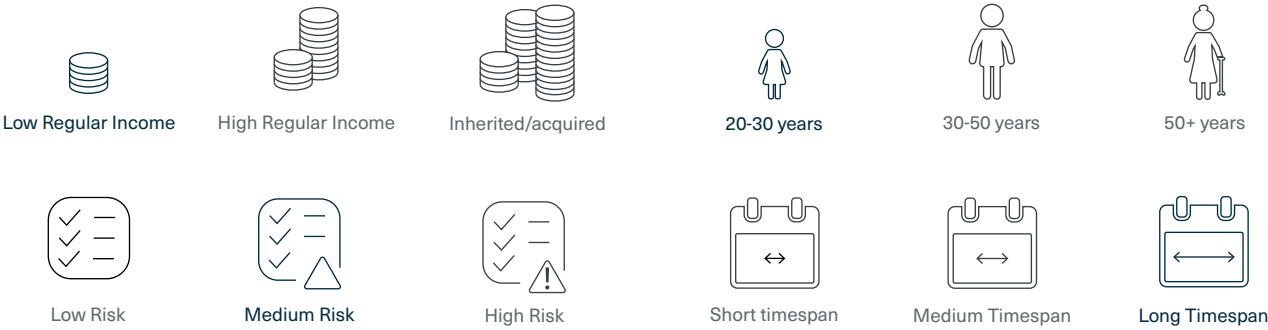 Low Regular Income
High Regular Income
Inherited/acquired
20-30 years
30-50 years
50+ years
Low Risk
Medium Risk
High Risk
Short timespan
Medium Timespan
Long Timespan